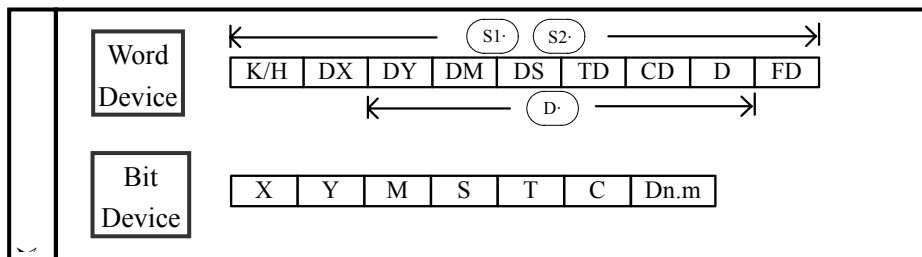 S1· S2·
Word Device
K/H DX DY DM DS TD CD D FD
D·
Bit Device
X Y M S T C Dn.m